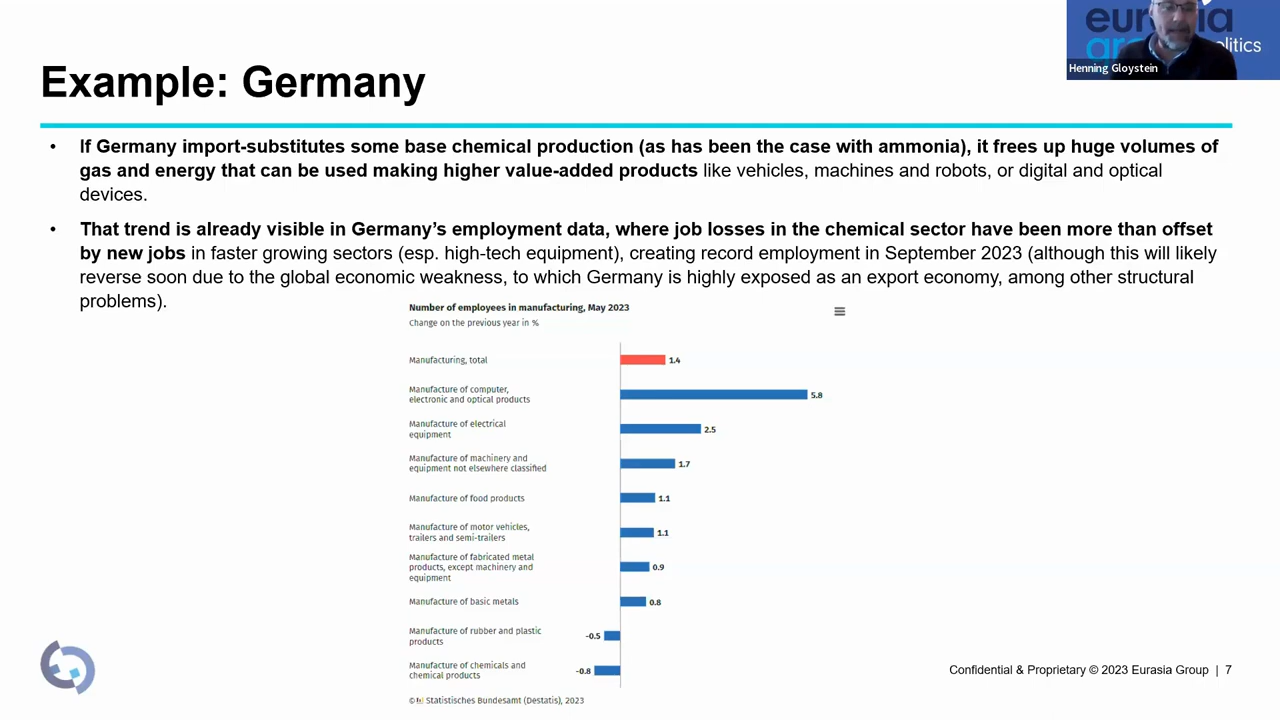 eurasia
gr
politics
Henning Gloystein
Example: Germany
• If Germany import-substitutes some base chemical production (as has been the case with ammonia), it frees up huge volumes of
gas and energy that can be used making higher value-added products like vehicles, machines and robots, or digital and optical
devices.
• That trend is already visible in Germany’s employment data, where job losses in the chemical sector have been more than offset
by new jobs in faster growing sectors (esp. high-tech equipment), creating record employment in September 2023 (although this will likely
reverse soon due to the global economic weakness, to which Germany is highly exposed as an export economy, among other structural
problems).
Number of employees in manufacturing, May 2023
Change on the previous year in %
Manufacturing, total
1.4
Manufacture of computer,
electronic and optical products
5.8
Manufacture of electrical
equipment
2.5
Manufacture of machinery and
equipment not elsewhere classified
1.7
Manufacture of food products
1.1
Manufacture of motor vehicles,
trailers and semi-trailers
1.1
Manufacture of fabricated metal
products, except machinery and
equipment
0.9
Manufacture of basic metals
0.8
Manufacture of rubber and plastic
products
-0.5
Manufacture of chemicals and
chemical products
-0.8
© Statistisches Bundesamt (Destatis), 2023
Confidential & Proprietary © 2023 Eurasia Group | 7